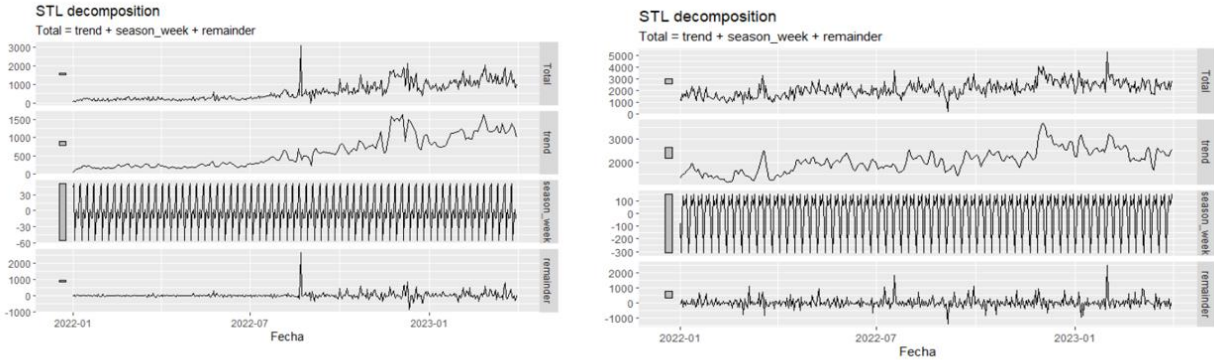 STL decomposition
Total = trend + season_week + remainder
3000
2000
1000
0
Total
1500
1000
500
0
trend
30
0
-30
-60
season_week
2000
1000
0
-1000
remainder
2022-01
2022-07
2023-01
Fecha
STL decomposition
Total = trend + season_week + remainder
5000
4000
3000
2000
1000
0
Total
3000
2000
trend
100
0
-100
-200
-300
season_week
2000
1000
0
-1000
remainder
2022-01
2022-07
2023-01
Fecha